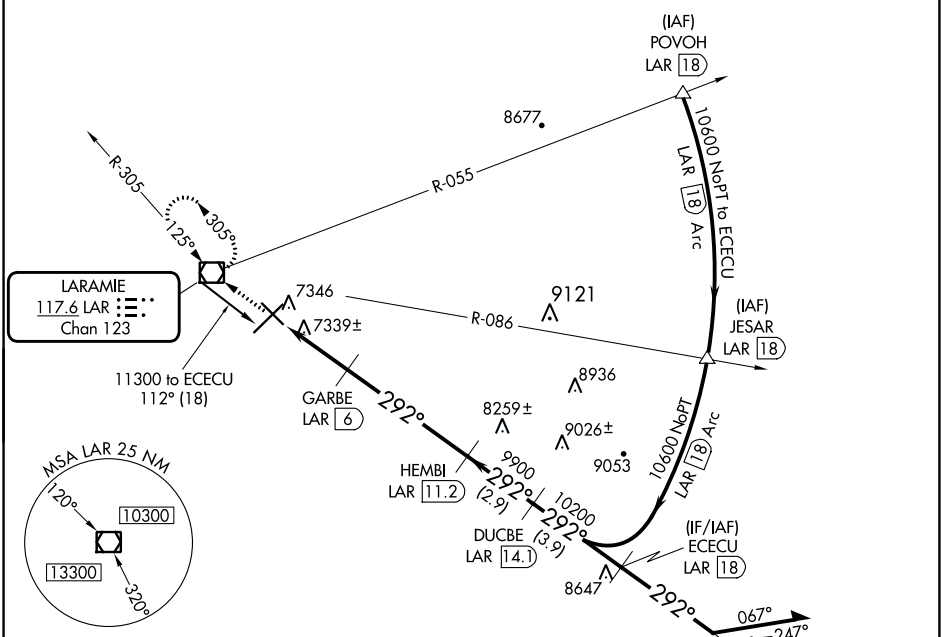 (IAF)
POVOH
LAR 18
8677
10600 NoPT to ECECU
LAR 18 Arc
R-055
R-305
125°
305°
LARAMIE
117.6 LAR
Chan 123
7346
7339±
R-086
9121
(IAF)
JESAR
LAR 18
11300 to ECECU
112° (18)
GARBE
LAR 6
292°
8936
8259±
9026±
9053
10600 NoPT
LAR 18 Arc
HEMBI
LAR 11.2
9900
292°
(2.9)
DUCBE
LAR 14.1
10200
292°
(3.9)
(IF/IAF)
ECECU
LAR 18
8647
292°
067°
247°
MSA LAR 25 NM
120°
10300
13300
320°